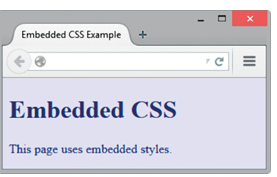 Embedded CSS Example
Embedded CSS
This page uses embedded styles.